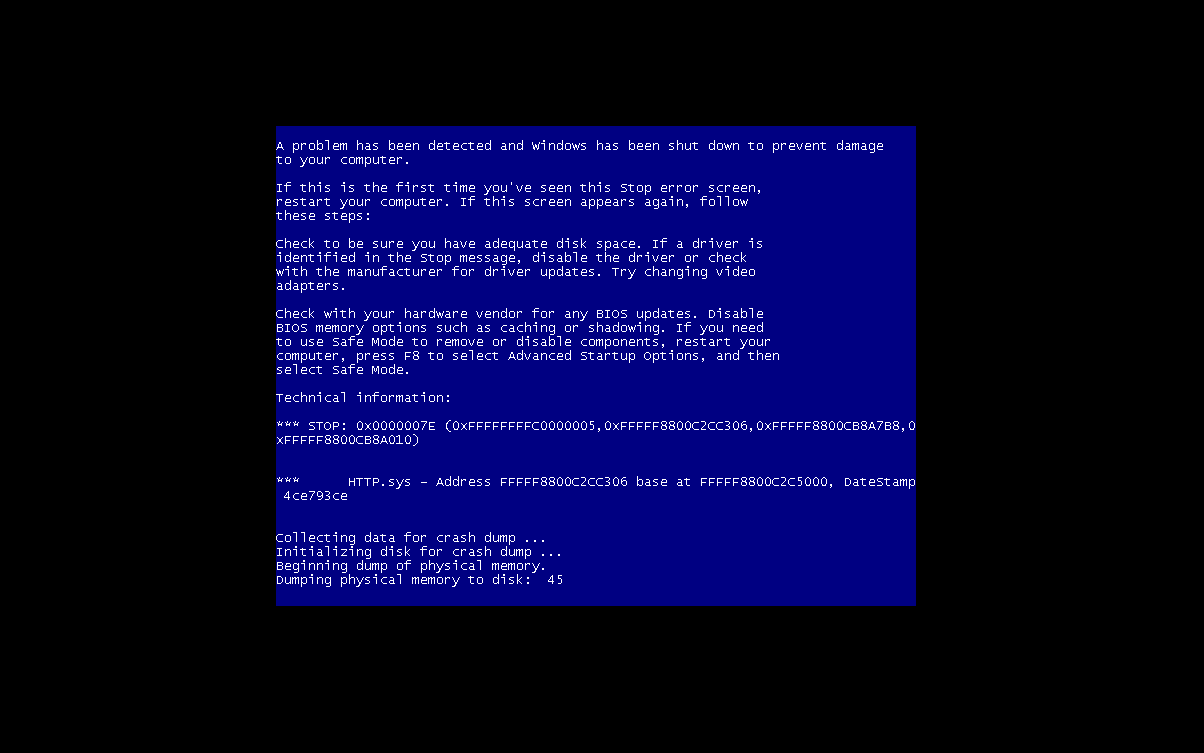 A problem has been detected and Windows has been shut down to prevent damage
to your computer.
If this is the first time you've seen this Stop error screen,
restart your computer. If this screen appears again, follow
these steps:
Check to be sure you have adequate disk space. If a driver is
identified in the Stop message, disable the driver or check
with the manufacturer for driver updates. Try changing video
adapters.
Check with your hardware vendor for any BIOS updates. Disable
BIOS memory options such as caching or shadowing. If you need
to use Safe Mode to remove or disable components, restart your
computer, press F8 to select Advanced Startup Options, and then
select Safe Mode.
Technical information:
*** STOP: 0x0000007E (0xFFFFFFFFC0000005,0xFFFFF8800C2CC306,0xFFFFF8800CB8A7B8,0
xFFFFF8800CB8A010)
***      HTTP.sys - Address FFFFF8800C2CC306 base at FFFFF8800C2C5000, DateStamp
4ce793ce
Collecting data for crash dump ...
Initializing disk for crash dump ...
Beginning dump of physical memory.
Dumping physical memory to disk:  45